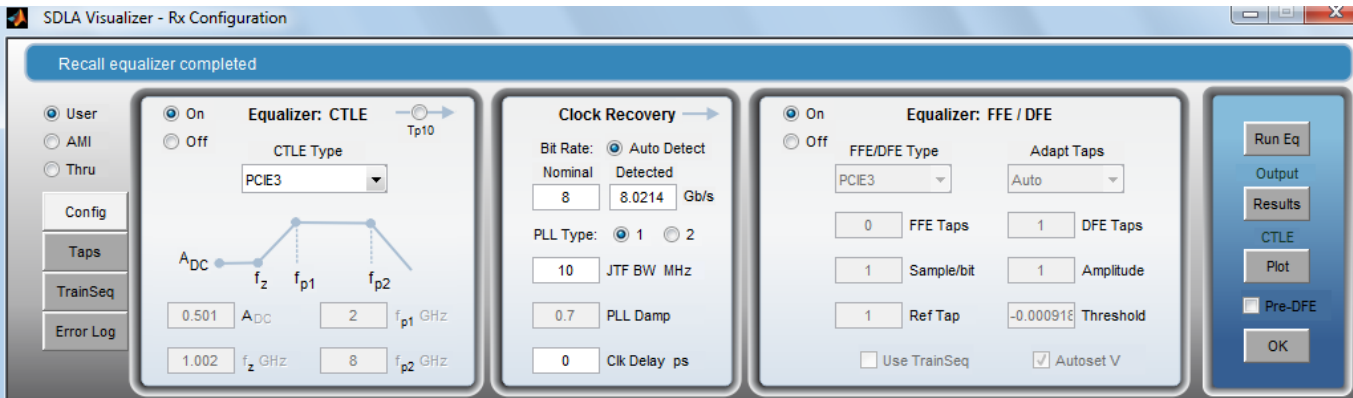 SDLA Visualizer - Rx Configuration
Recall equalizer completed
User
AMI
Thru
Config
Taps
TrainSeq
Error Log
On
Off
Equalizer: CTLE
Tp10
CTLE Type
PCIE3
ADC
fz
fp1
fp2
0.501 ADC 2 fp1 GHz
1.002 fz GHz 8 fp2 GHz
Clock Recovery
Bit Rate: Auto Detect
Nominal Detected
8 8.0214 Gb/s
PLL Type: 1 2
10 JTF BW MHz
0.7 PLL Damp
0 Clk Delay ps
On
Off
Equalizer: FFE / DFE
FFE/DFE Type Adapt Taps
PCIE3 Auto
0 FFE Taps 1 DFE Taps
1 Sample/bit 1 Amplitude
1 Ref Tap -0.000918 Threshold
Use TrainSeq Autoset V
Run Eq
Output
Results
CTLE
Plot
Pre-DFE
OK